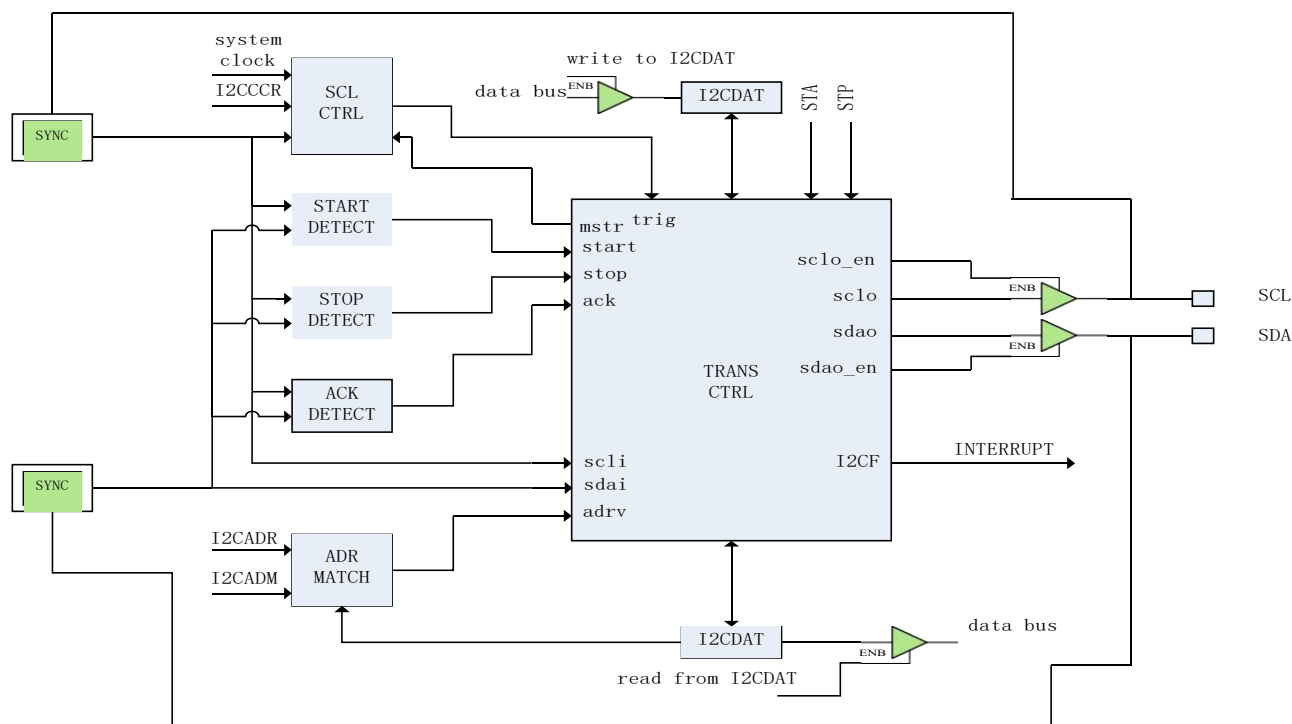 system
clock
I2CCCR
SYNC
SCL
CTRL
write to I2CDAT
data bus
ENB
I2CDAT
STA
STP
START
DETECT
STOP
DETECT
ACK
DETECT
mstr
trig
start
stop
ack
sclo_en
sclo
sdao
sdao_en
TRANS
CTRL
ENB
ENB
SCL
SDA
scli
sdai
adrv
I2CF
INTERRUPT
SYNC
I2CADR
I2CADM
ADR
MATCH
I2CDAT
ENB
data bus
read from I2CDAT